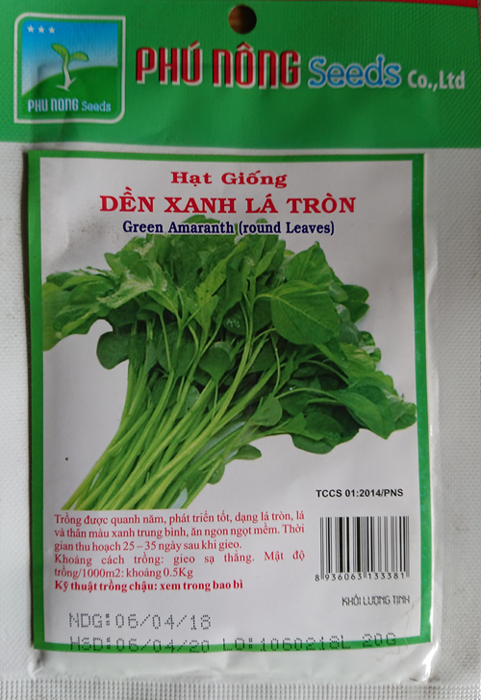 PHÚ NÔNG Seeds Co.,Ltd
PHU NONG Seeds
Hạt Giống
DỀN XANH LÁ TRÒN
Green Amaranth (round Leaves)
TCCS 01:2014/PNS
Trồng được quanh năm, phát triển tốt, dạng lá tròn, lá
và thân màu xanh trung bình, ăn ngon ngọt mềm. Thời
gian thu hoạch 25 – 35 ngày sau khi gieo.
Khoảng cách trồng: gieo sạ thẳng. Mật độ
trồng/1000m2: khoảng 0.5Kg
Kỹ thuật trồng chậu: xem trong bao bì
8 936063 133381
KHỐI LƯỢNG TỊNH
NDG:06/04/18
HSD:06/04/20 LO:1060218L 20G